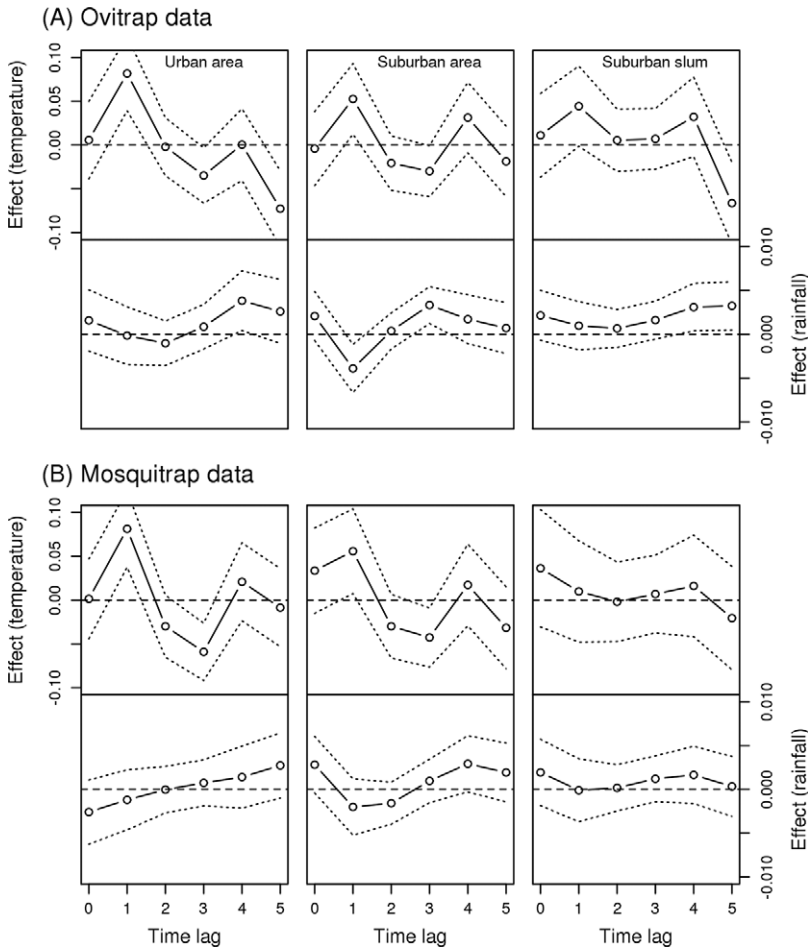 (A) Ovitrap data
Urban area
Suburban area
Suburban slum
Effect (temperature)
0.10
0.05
0.00
-0.10
Effect (rainfall)
0.010
0.000
-0.010
(B) Mosquitrap data
Effect (temperature)
0.10
0.05
0.00
-0.10
Effect (rainfall)
0.010
0.000
-0.010
0 1 2 3 4 5 0 1 2 3 4 5 0 1 2 3 4 5
Time lag Time lag Time lag